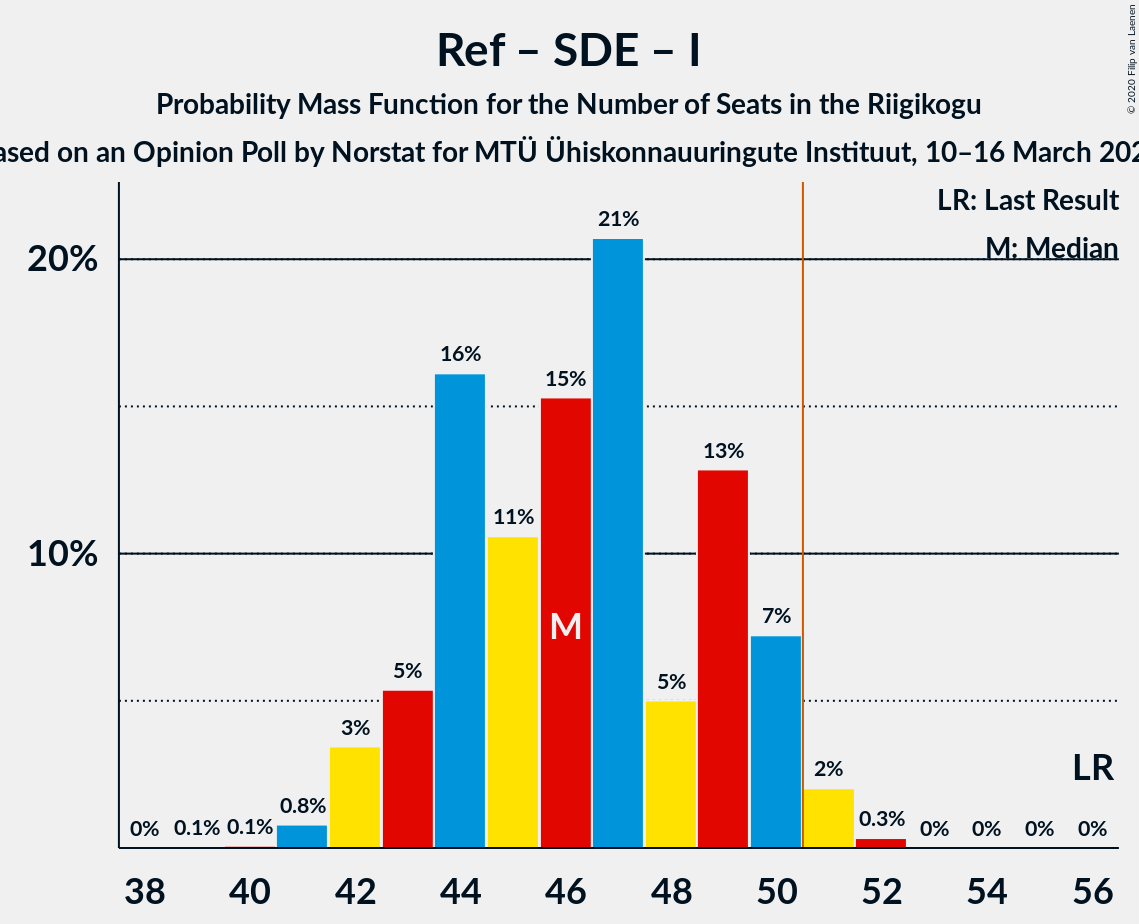 Ref – SDE – I
Probability Mass Function for the Number of Seats in the Riigikogu
ased on an Opinion Poll by Norstat for MTÜ Ühiskonnauuringute Instituut, 10–16 March 202
© 2020 Filip van Laenen
LR: Last Result
M: Median
20%
10%
0%
0.1%
0.1%
0.8%
3%
5%
16%
11%
15%
21%
5%
13%
7%
2%
0.3%
0%
0%
0%
0%
M
LR
38 40 42 44 46 48 50 52 54 56